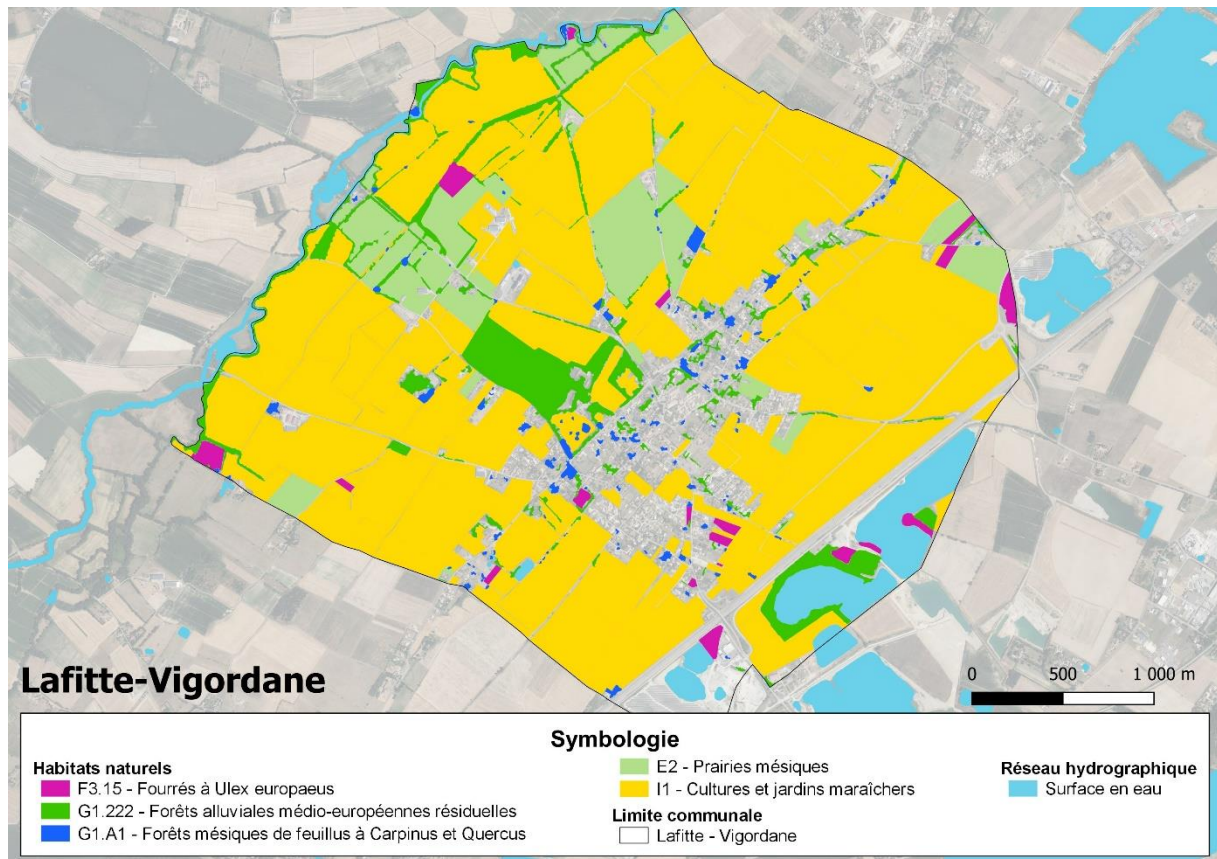 Lafitte-Vigordane
0 500 1 000 m
Symbologie
Habitats naturels
F3.15 - Fourrés à Ulex europaeus
G1.222 - Forêts alluviales médio-européennes résiduelles
G1.A1 - Forêts mésiques de feuillus à Carpinus et Quercus
E2 - Prairies mésiques
I1 - Cultures et jardins maraîchers
Limite communale
Lafitte - Vigordane
Réseau hydrographique
Surface en eau